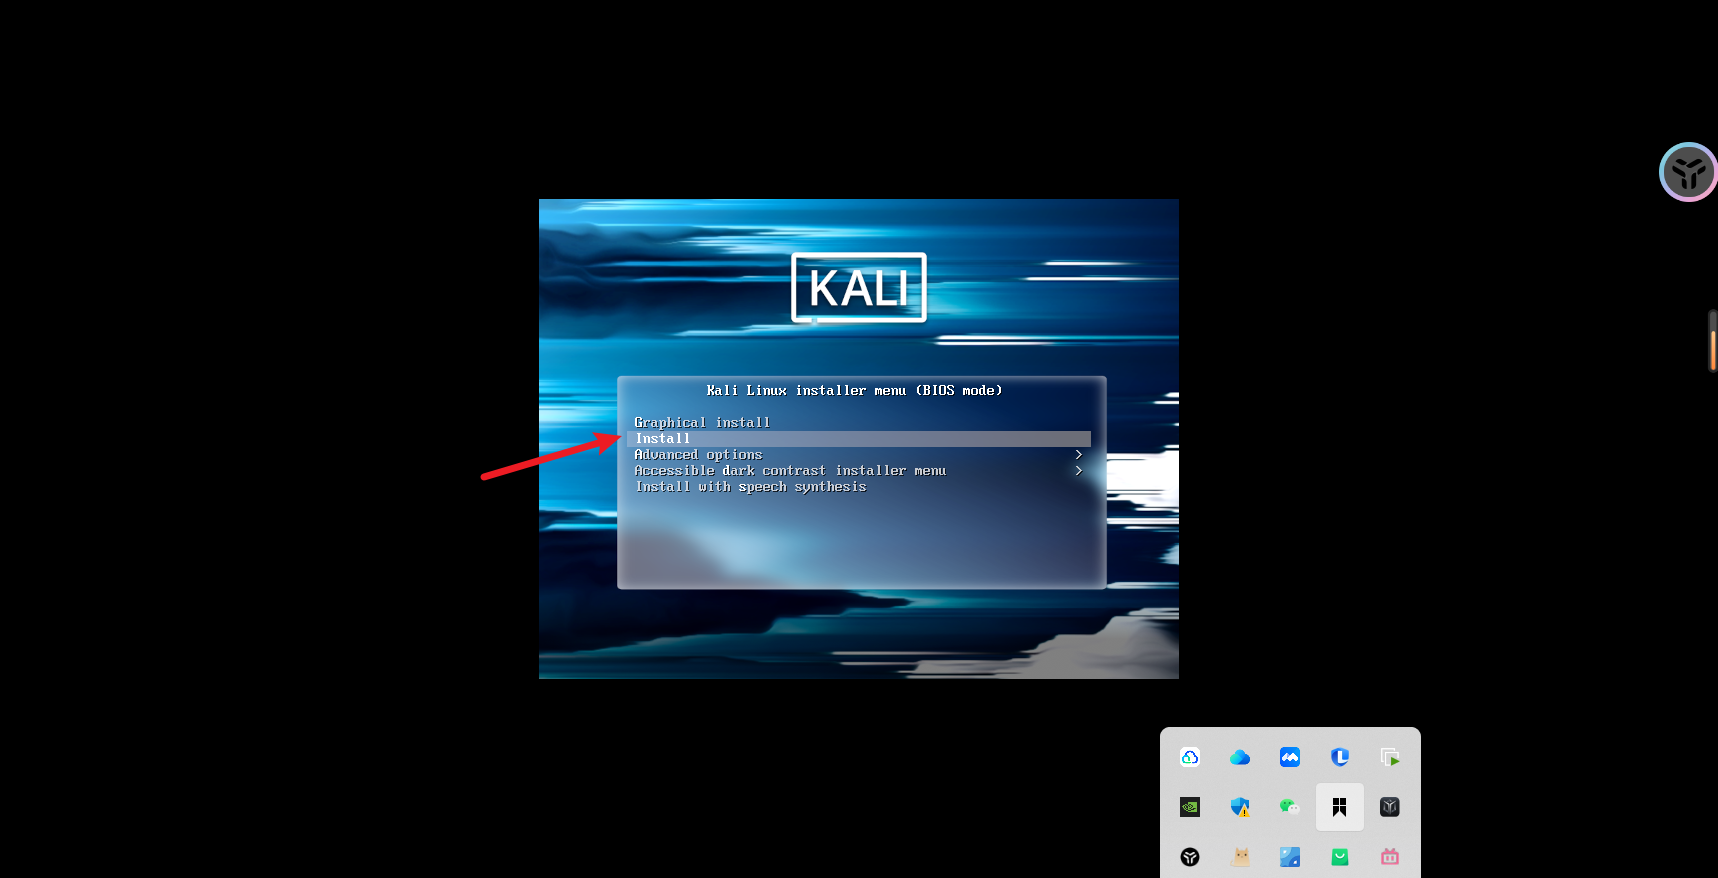 KALI
Kali Linux installer menu (BIOS mode)
Graphical install
Install
Advanced options >
Accessible dark contrast installer menu >
Install with speech synthesis